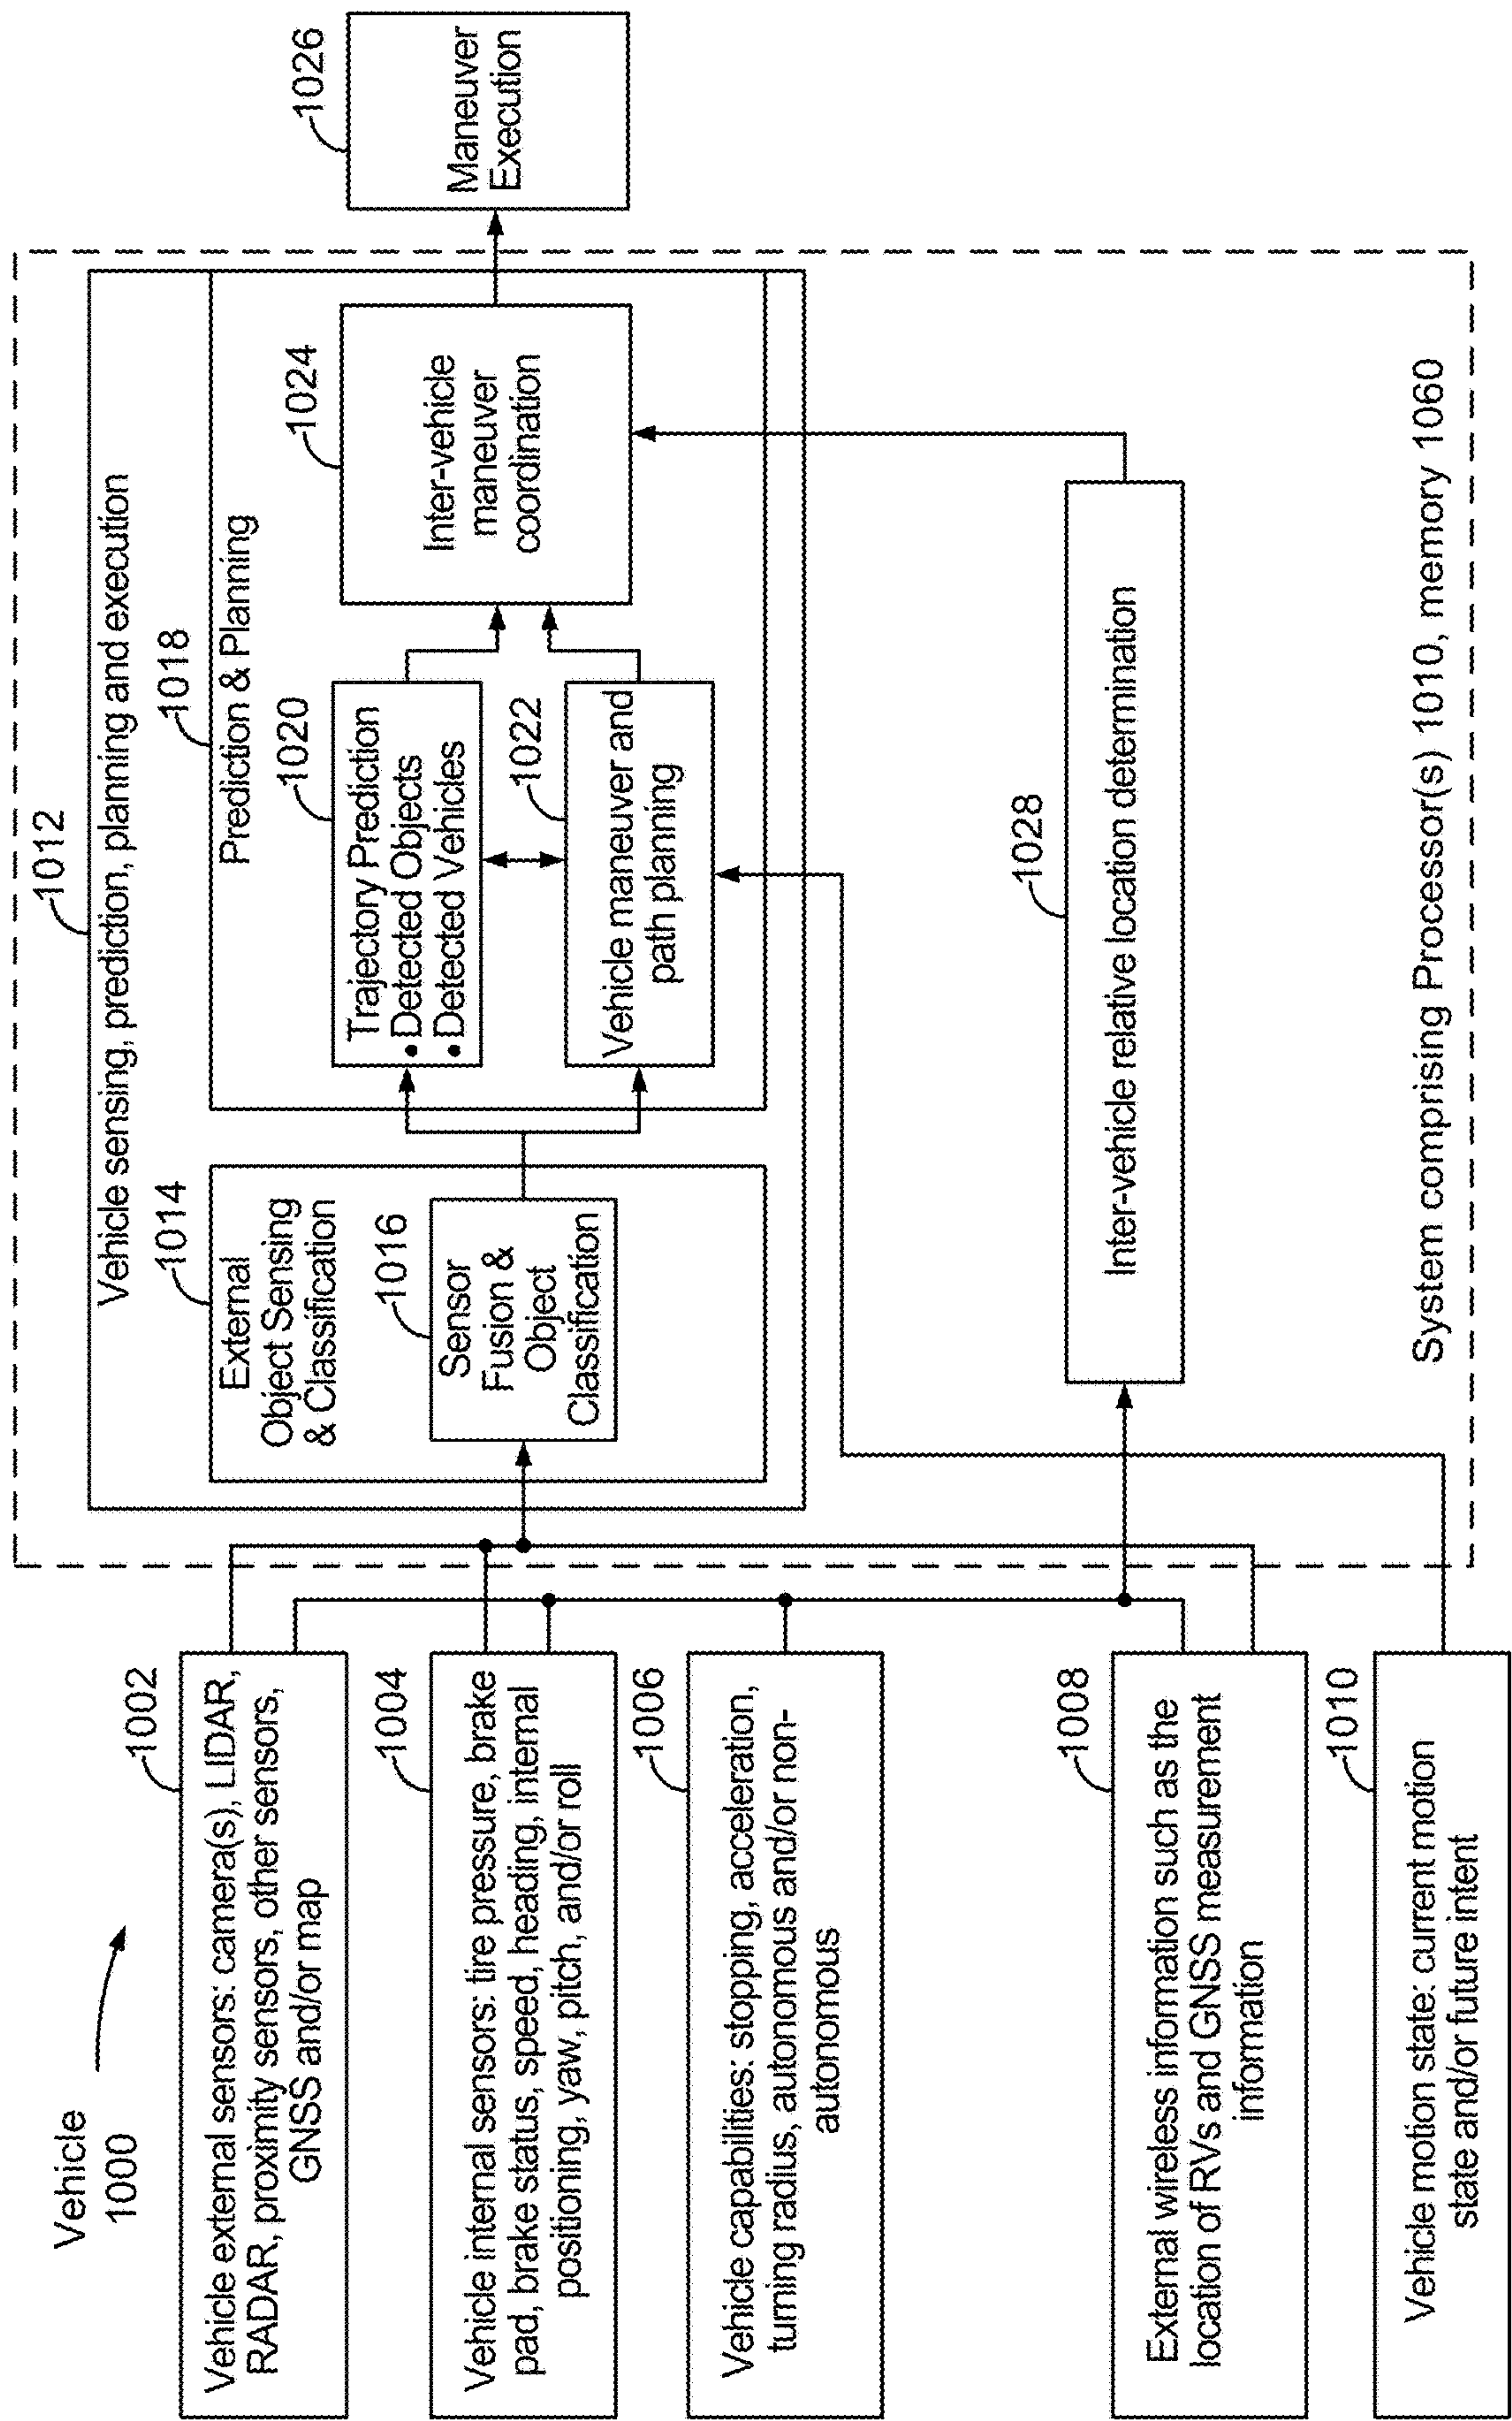 Vehicle
1000
1002
Vehicle external sensors: camera(s), LIDAR,
RADAR, proximity sensors, other sensors,
GNSS and/or map
1004
Vehicle internal sensors: tire pressure, brake
pad, brake status, speed, heading, internal
positioning, yaw, pitch, and/or roll
1006
Vehicle capabilities: stopping, acceleration,
turning radius, autonomous and/or non-
autonomous
1008
External wireless information such as the
location of RVs and GNSS measurement
information
1010
Vehicle motion state: current motion
state and/or future intent
1012
Vehicle sensing, prediction, planning and execution
1014
External
Object Sensing
& Classification
1016
Sensor
Fusion &
Object
Classification
1018
Prediction & Planning
1020
Trajectory Prediction
• Detected Objects
• Detected Vehicles
1022
Vehicle maneuver and
path planning
1024
Inter-vehicle
maneuver
coordination
1026
Maneuver
Execution
1028
Inter-vehicle relative location determination
System comprising Processor(s) 1010, memory 1060